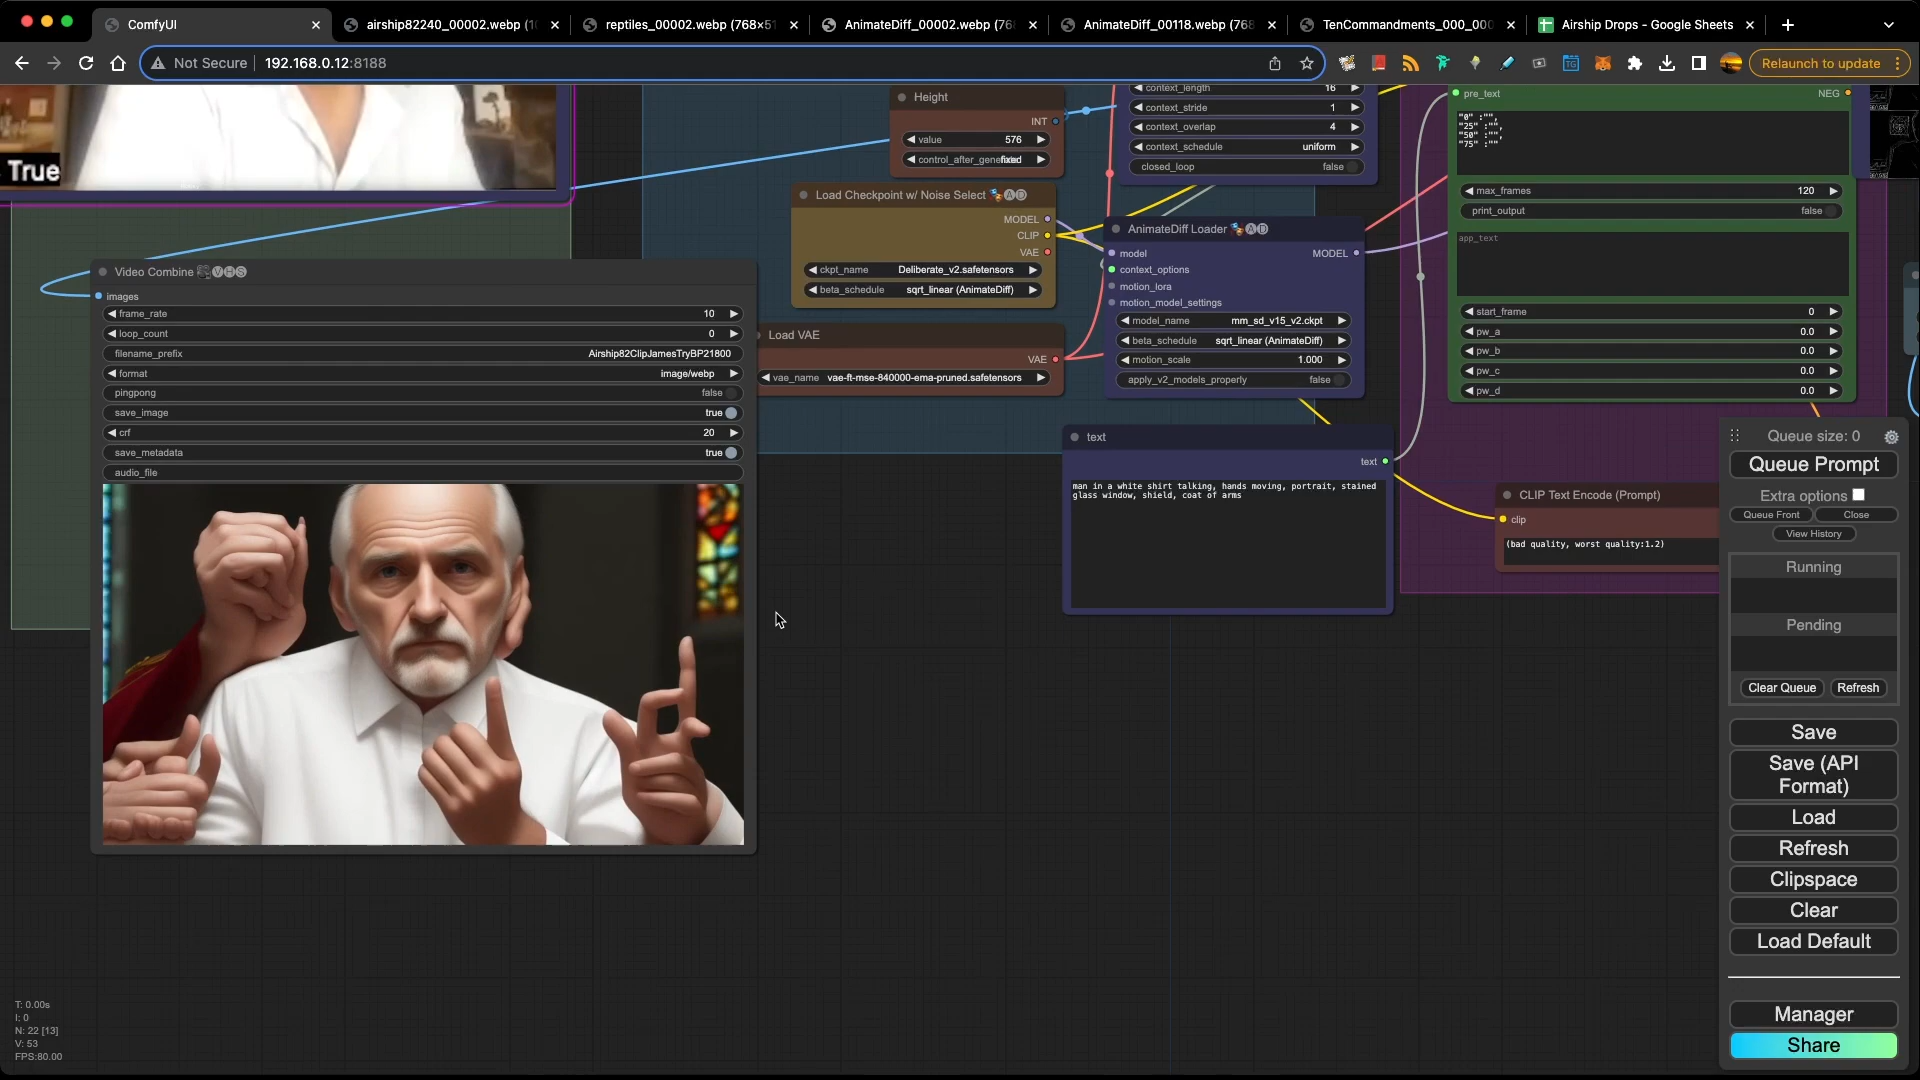 ComfyUI
airship82240_00002.webp (10
reptiles_00002.webp (768×51
AnimateDiff_00002.webp (768
AnimateDiff_00118.webp (768
TenCommandments_000_000
Airship Drops - Google Sheets
Not Secure
192.168.0.12:8188
Relaunch to update
True
Height
INT
value
576
control_after_generate
fixed
context_length
16
context_stride
1
context_overlap
4
context_schedule
uniform
closed_loop
false
pre_text
NEG
"0" :"",
"25" :"",
"50" :"",
"75" :""
max_frames
120
print_output
false
app_text
start_frame
0
pw_a
0.0
pw_b
0.0
pw_c
0.0
pw_d
0.0
Load Checkpoint w/ Noise Select
MODEL
CLIP
VAE
ckpt_name
Deliberate_v2.safetensors
beta_schedule
sqrt_linear (AnimateDiff)
AnimateDiff Loader
model
MODEL
context_options
motion_lora
motion_model_settings
model_name
mm_sd_v15_v2.ckpt
beta_schedule
sqrt_linear (AnimateDiff)
motion_scale
1.000
apply_v2_models_properly
false
Load VAE
VAE
vae_name
vae-ft-mse-840000-ema-pruned.safetensors
Video Combine
VHS
images
frame_rate
10
loop_count
0
filename_prefix
Airship82ClipJamesTryBP21800
format
image/webp
pingpong
false
save_image
true
crf
20
save_metadata
true
audio_file
text
text
man in a white shirt talking, hands moving, portrait, stained
glass window, shield, coat of arms
CLIP Text Encode (Prompt)
clip
(bad quality, worst quality:1.2)
Queue size: 0
Queue Prompt
Extra options
Queue Front
Close
View History
Running
Pending
Clear Queue
Refresh
Save
Save (API
Format)
Load
Refresh
Clipspace
Clear
Load Default
Manager
Share
T: 0.00s
I: 0
N: 22 [13]
V: 53
FPS:80.00